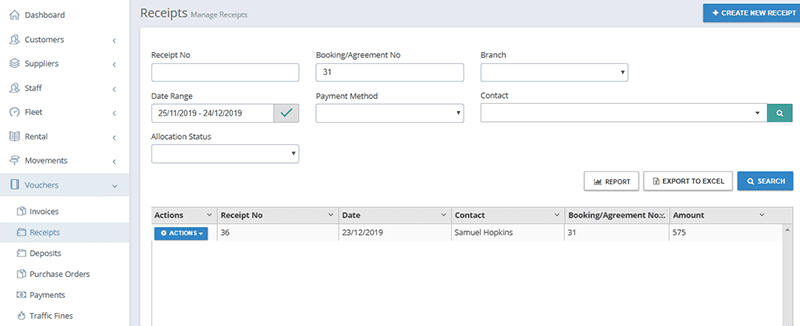 Dashboard
Customers
Suppliers
Staff
Fleet
Rental
Movements
Vouchers
Invoices
Receipts
Deposits
Purchase Orders
Payments
Traffic Fines
Receipts Manage Receipts
+ CREATE NEW RECEIPT
Receipt No Booking/Agreement No Branch
31
Date Range Payment Method Contact
25/11/2019 - 24/12/2019
Allocation Status
REPORT EXPORT TO EXCEL SEARCH
Actions Receipt No Date Contact Booking/Agreement No... Amount
ACTIONS 36 23/12/2019 Samuel Hopkins 31 575